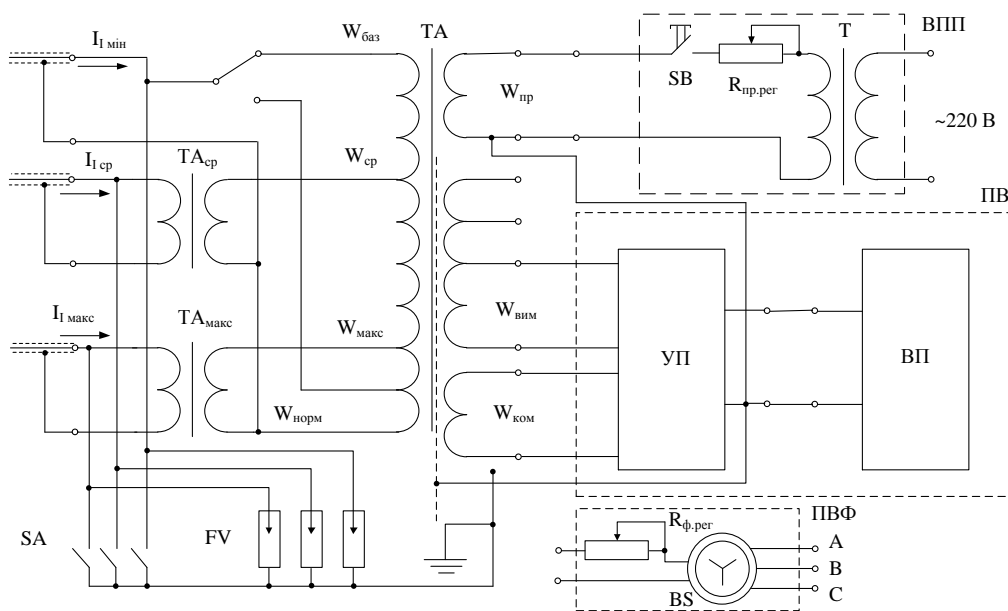 I_I мін
W_баз
TA
W_пр
SB
R_пр.рег
T
ВПП
~220 В
I_I ср
TA_ср
W_ср
ПВ
I_I макс
TA_макс
W_макс
W_вим
УП
ВП
W_норм
W_ком
SA
FV
R_ф.рег
ПВФ
A
B
C
BS